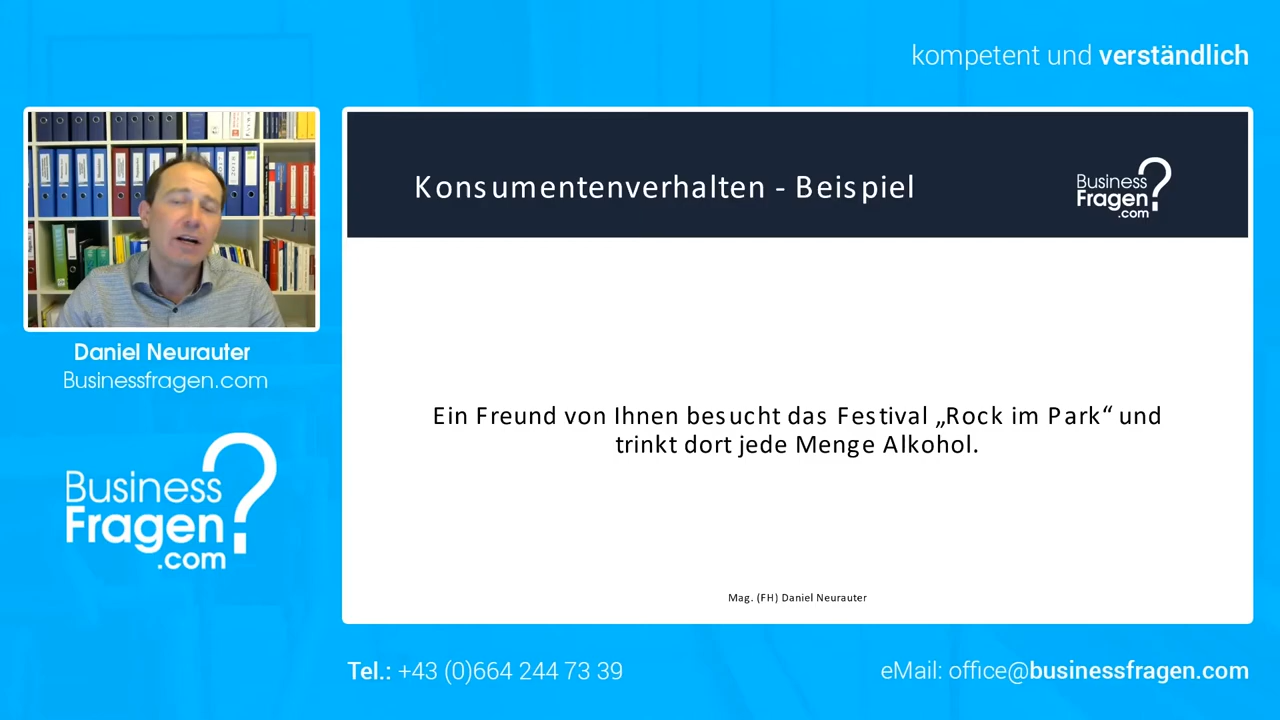 kompetent und verständlich
Konsumentenverhalten - Beispiel
Business
Fragen
.com
?
Daniel Neurauter
Businessfragen.com
Business
Fragen
.com
?
Ein Freund von Ihnen besucht das Festival „Rock im Park“ und
trinkt dort jede Menge Alkohol.
Mag. (FH) Daniel Neurauter
Tel.: +43 (0)664 244 73 39
eMail: office@businessfragen.com